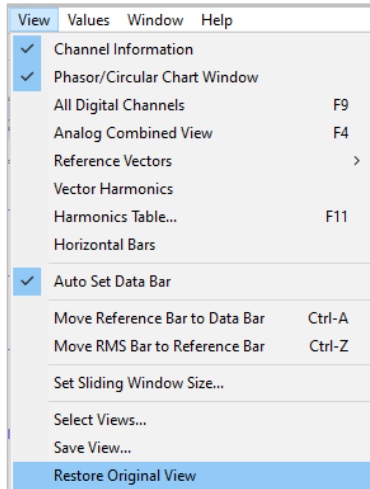 View Values Window Help
Channel Information
Phasor/Circular Chart Window
All Digital Channels F9
Analog Combined View F4
Reference Vectors
Vector Harmonics
Harmonics Table... F11
Horizontal Bars
Auto Set Data Bar
Move Reference Bar to Data Bar Ctrl-A
Move RMS Bar to Reference Bar Ctrl-Z
Set Sliding Window Size...
Select Views...
Save View...
Restore Original View